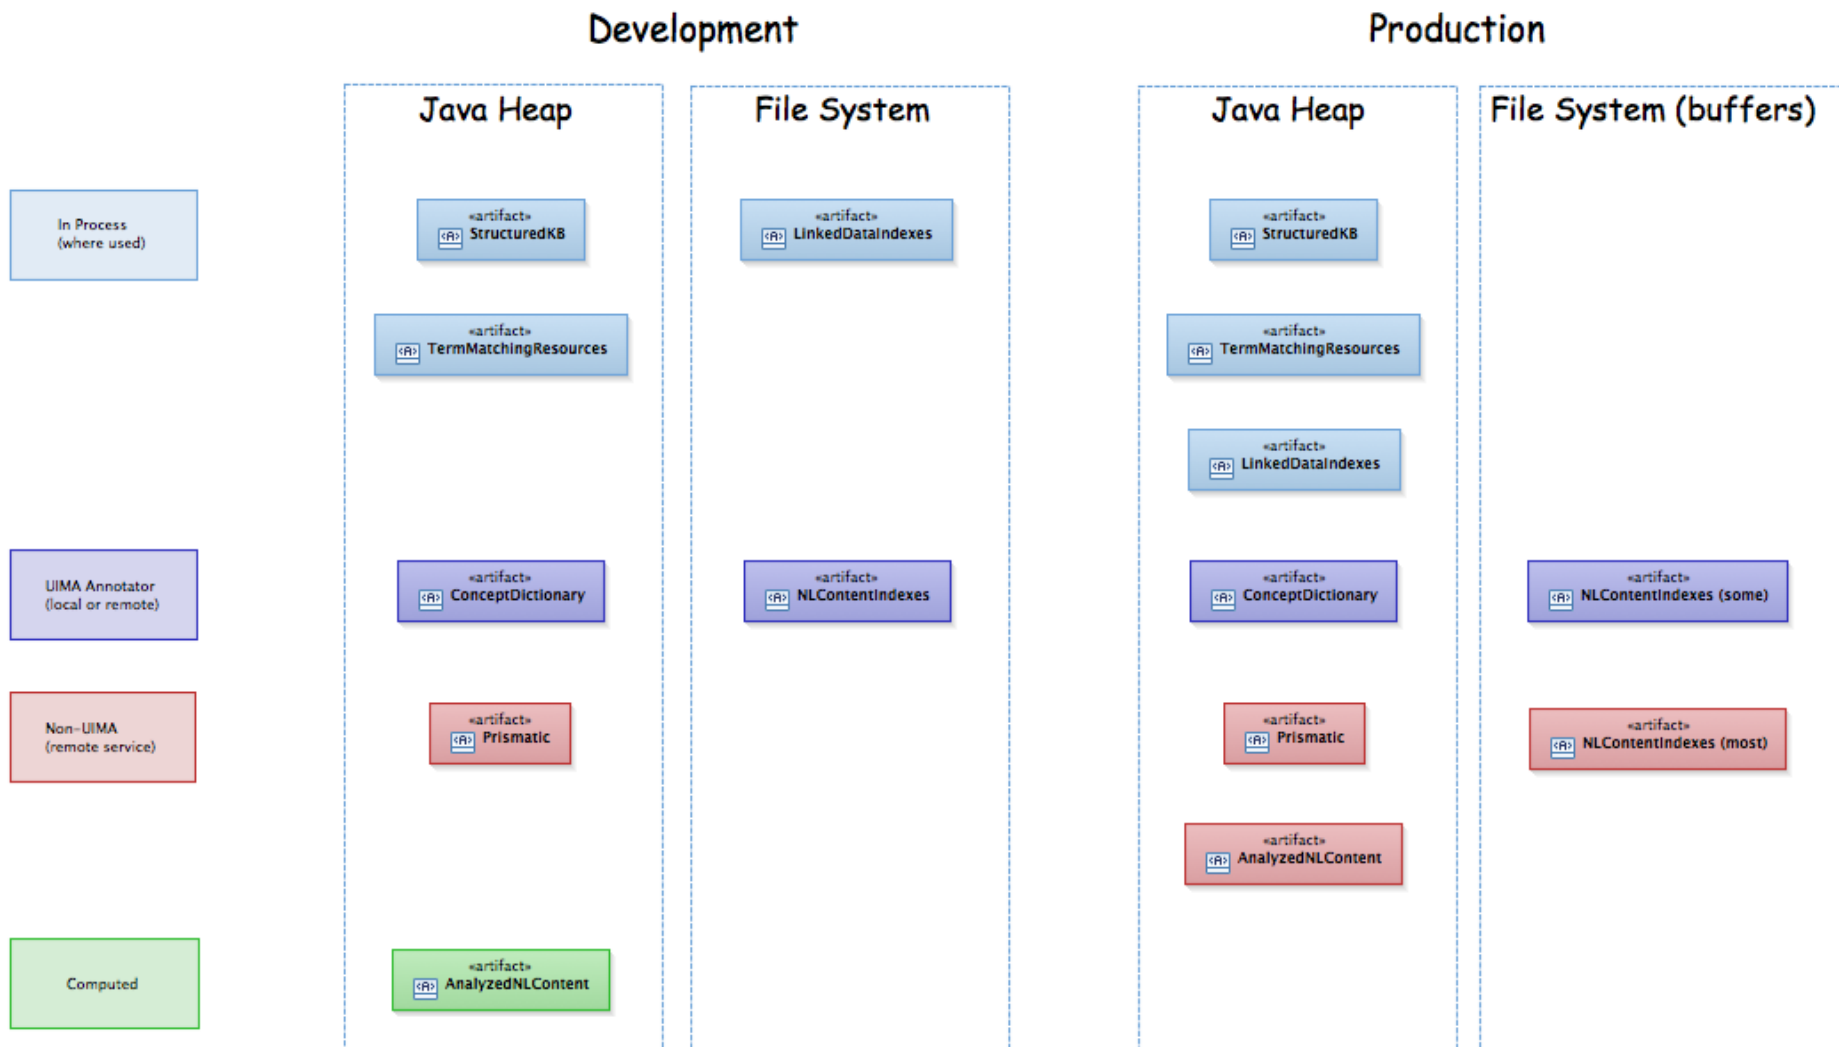 Development
Production
Java Heap
File System
Java Heap
File System (buffers)
In Process
(where used)
«artifact»
<A> StructuredKB
«artifact»
<A> LinkedDataIndexes
«artifact»
<A> StructuredKB
«artifact»
<A> TermMatchingResources
«artifact»
<A> TermMatchingResources
«artifact»
<A> LinkedDataIndexes
UIMA Annotator
(local or remote)
«artifact»
<A> ConceptDictionary
«artifact»
<A> NLContentIndexes
«artifact»
<A> ConceptDictionary
«artifact»
<A> NLContentIndexes (some)
Non-UIMA
(remote service)
«artifact»
<A> Prismatic
«artifact»
<A> Prismatic
«artifact»
<A> NLContentIndexes (most)
«artifact»
<A> AnalyzedNLContent
Computed
«artifact»
<A> AnalyzedNLContent